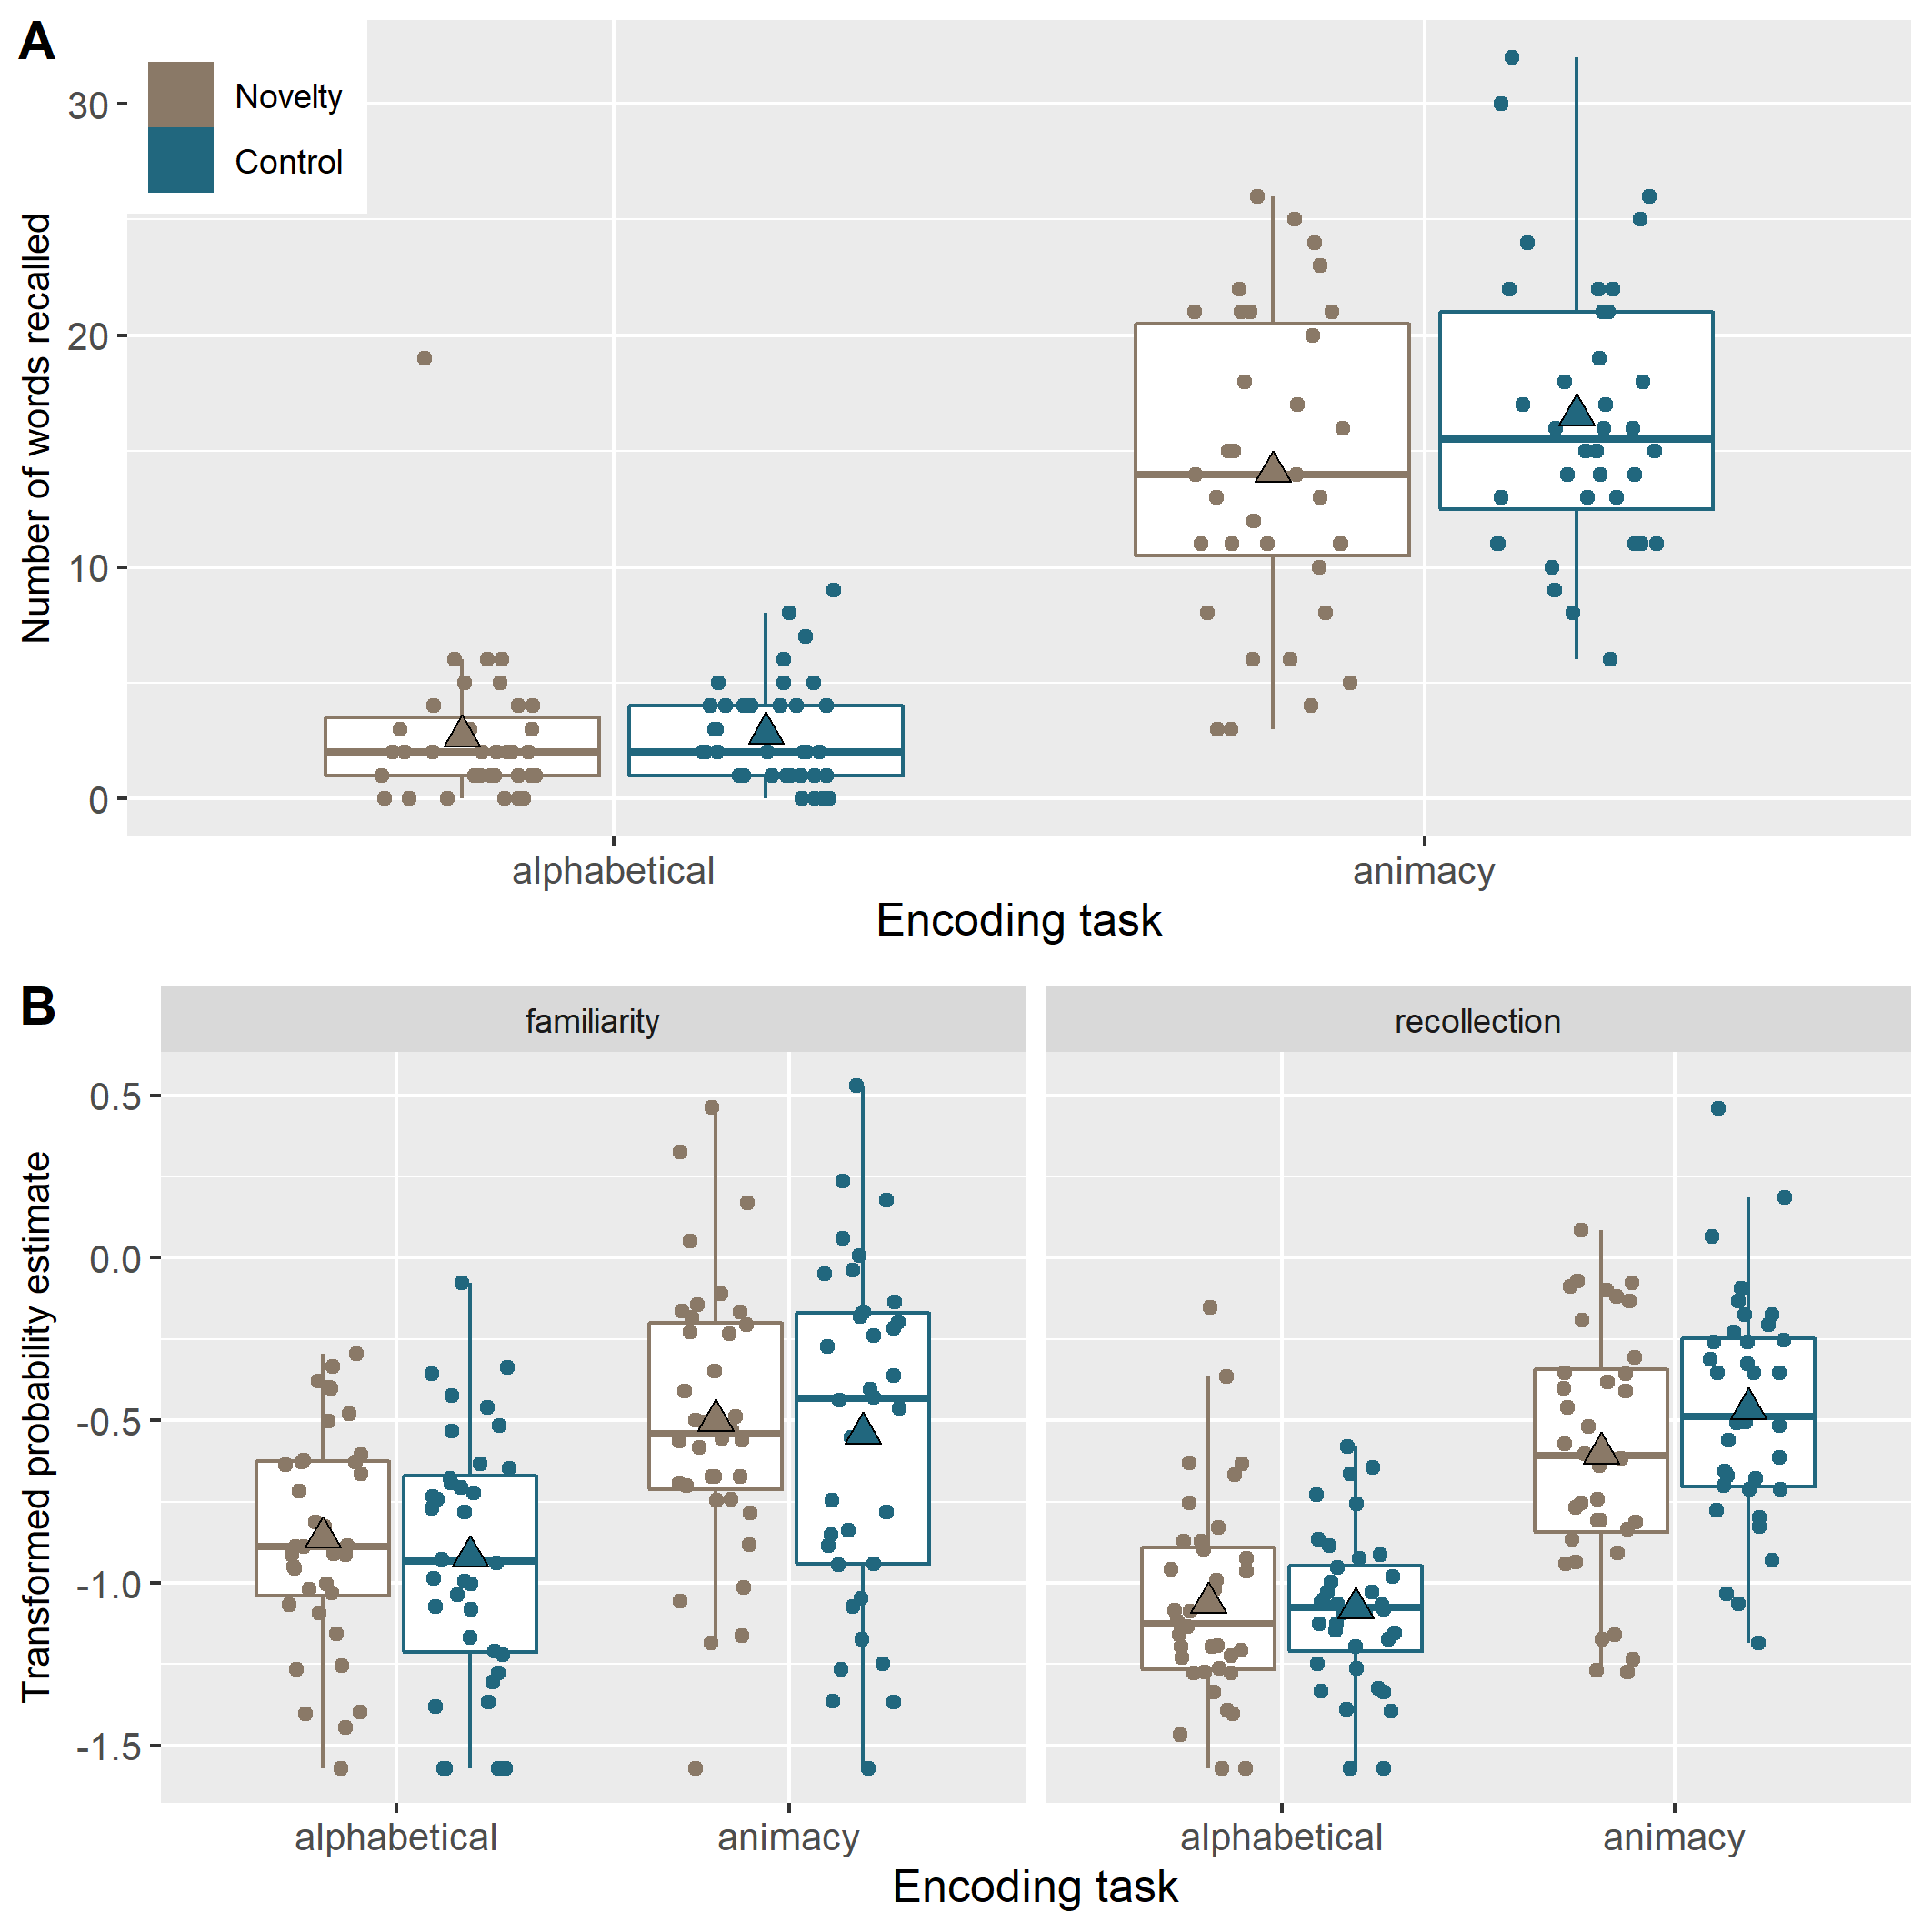 A
Novelty
Control
Number of words recalled
30
20
10
0
alphabetical animacy
Encoding task
B
familiarity recollection
Transformed probability estimate
0.5
0.0
-0.5
-1.0
-1.5
alphabetical animacy alphabetical animacy
Encoding task